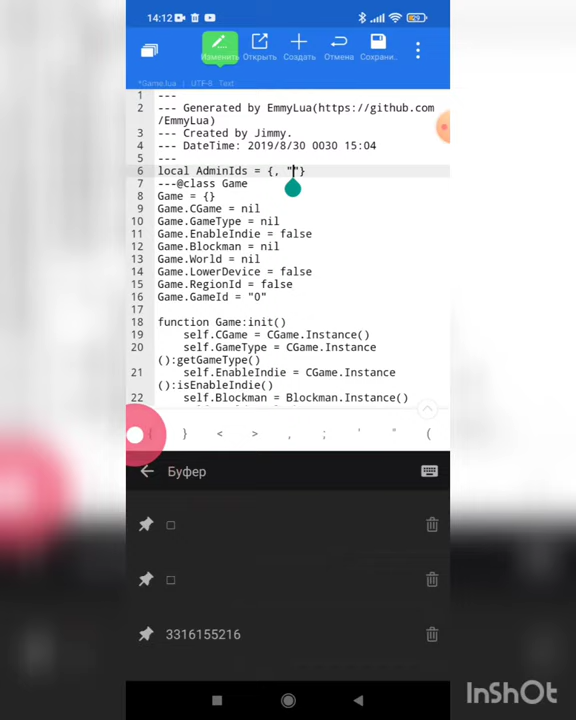 14:12
Изменить
Открыть
Создать
Отмена
Сохрани..
*Game.lua | UTF-8 Text
1 ---
2 --- Generated by EmmyLua(https://github.com
/EmmyLua)
3 --- Created by Jimmy.
4 --- DateTime: 2019/8/30 0030 15:04
5 ---
6 local AdminIds = {, ""}
7 ---@class Game
8 Game = {}
9 Game.CGame = nil
10 Game.GameType = nil
11 Game.EnableIndie = false
12 Game.Blockman = nil
13 Game.World = nil
14 Game.LowerDevice = false
15 Game.RegionId = false
16 Game.GameId = "0"
17
18 function Game:init()
19 self.CGame = CGame.Instance()
20 self.GameType = CGame.Instance
():getGameType()
21 self.EnableIndie = CGame.Instance
():isEnableIndie()
22 self.Blockman = Blockman.Instance()
{ } < > , ; ' " (
Буфер
3316155216
InShOt